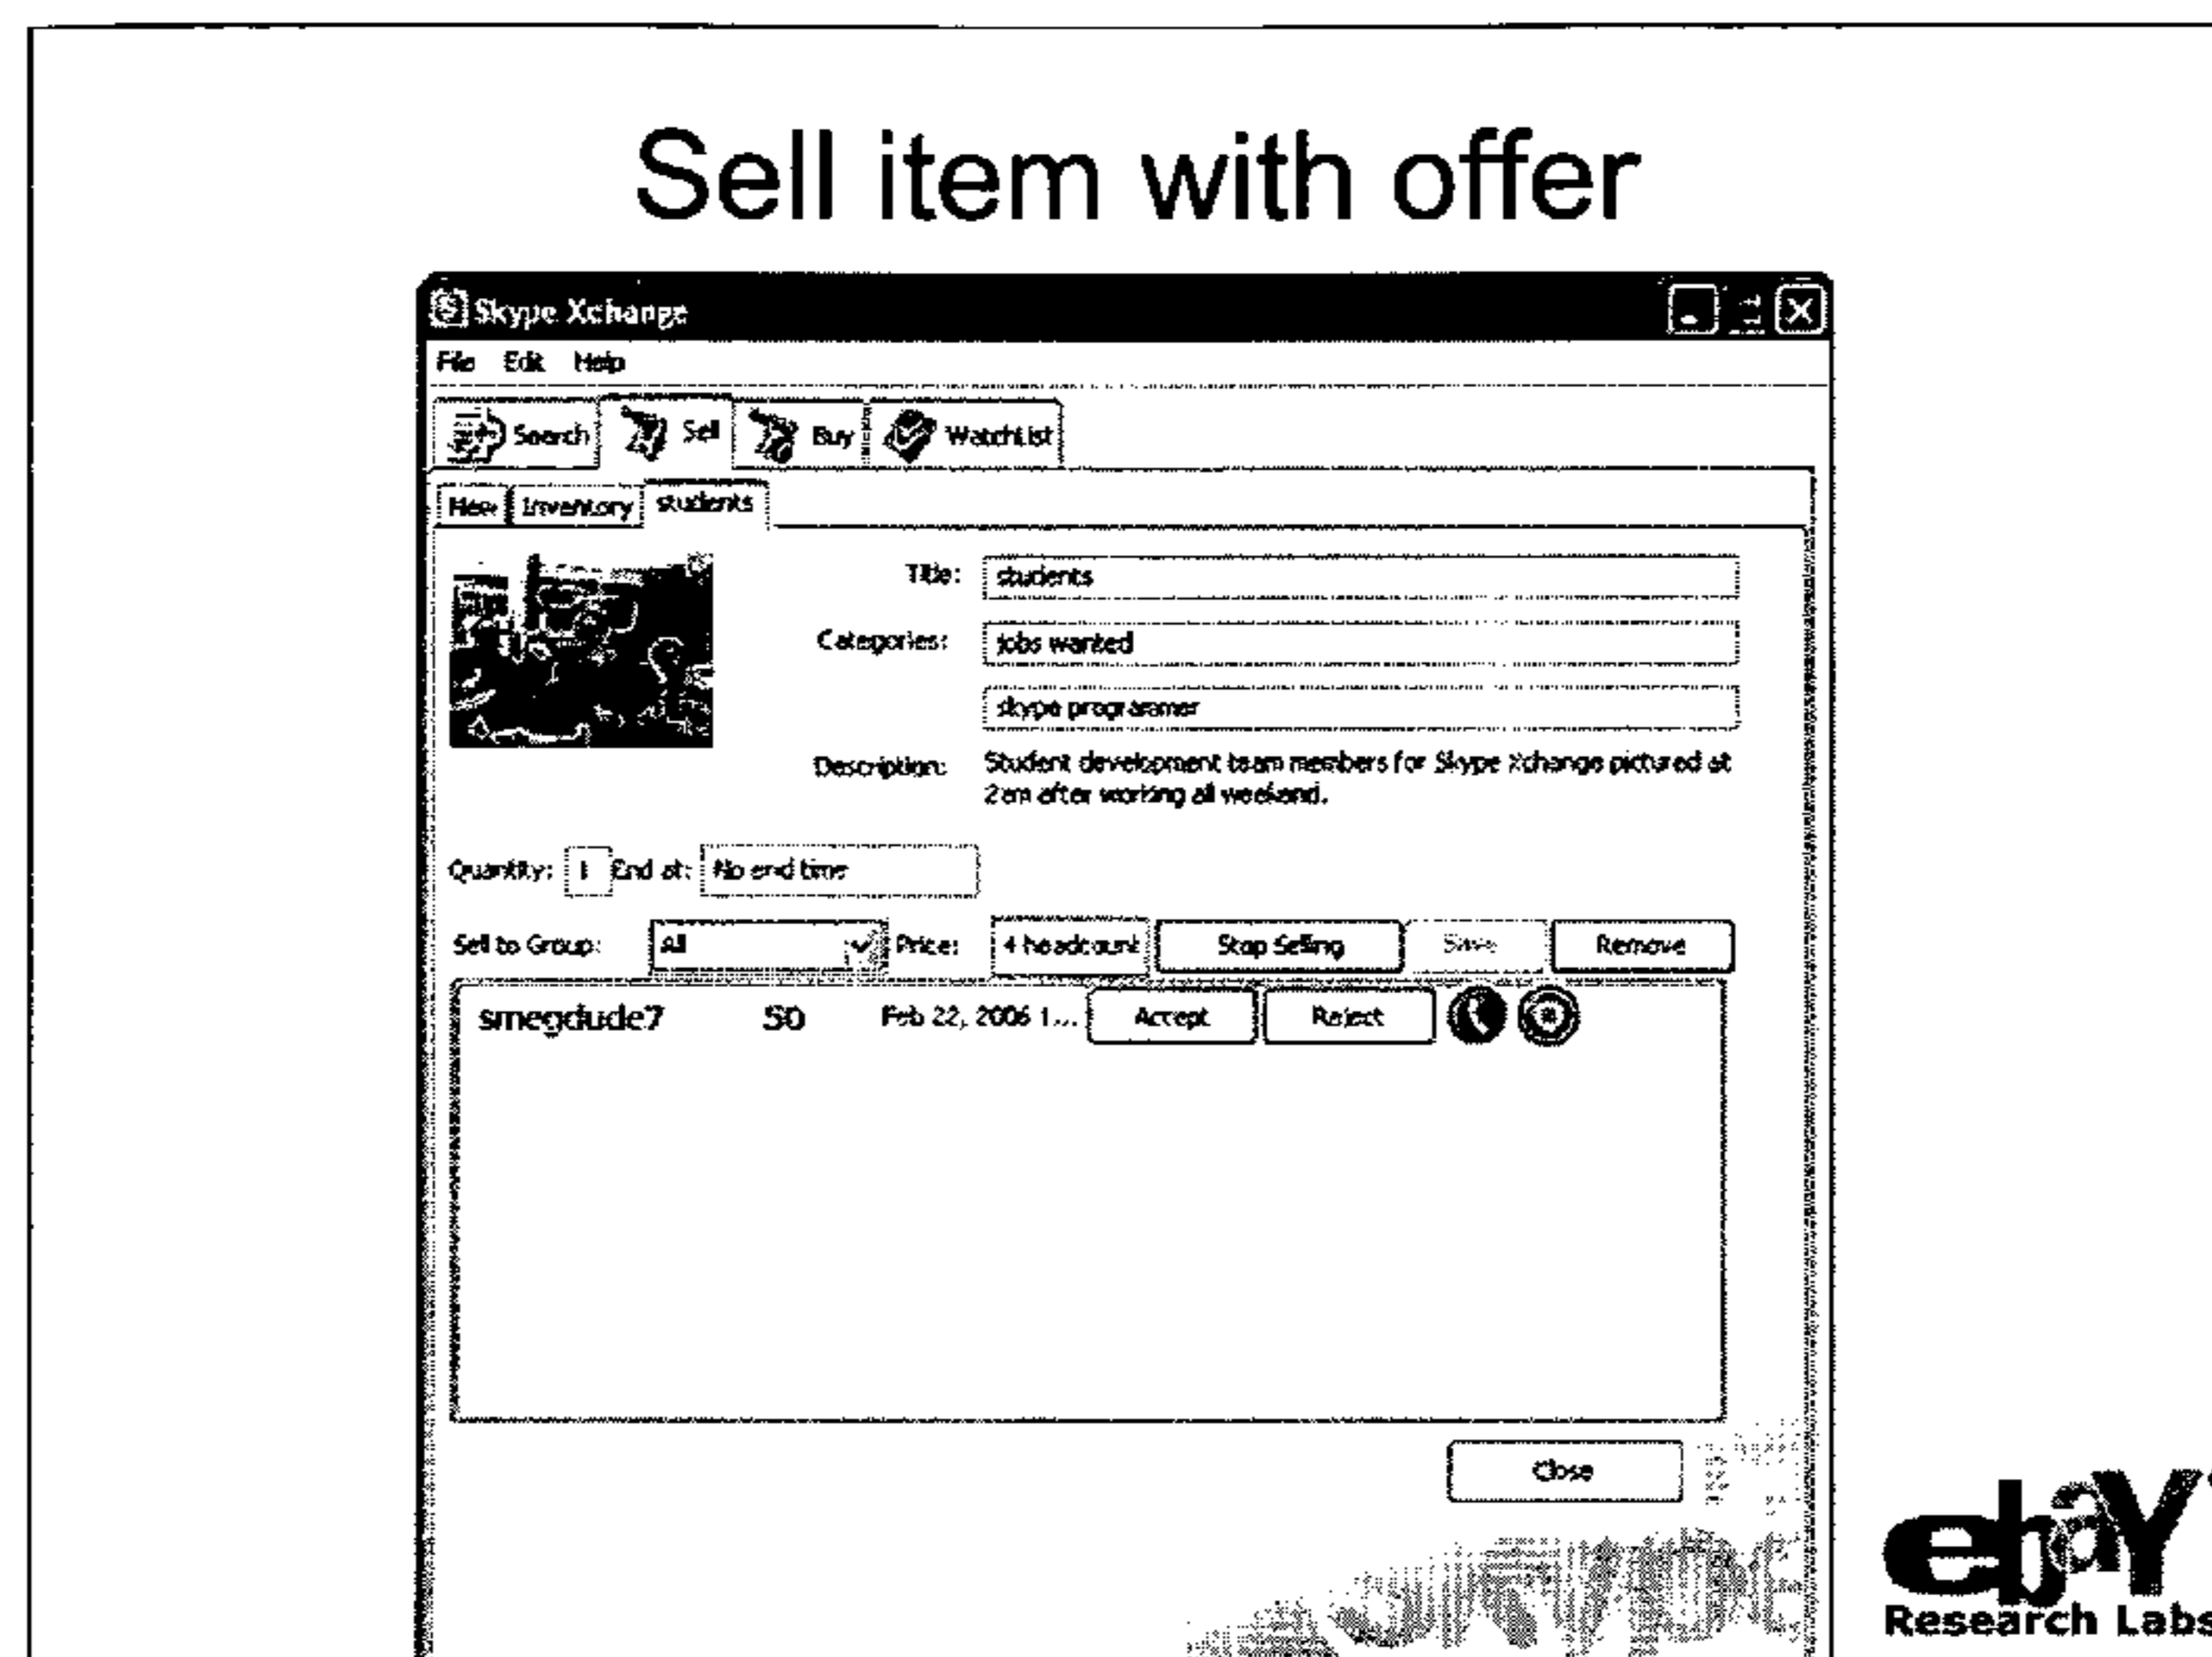 Sell item with offer
Skype Xchange
File Edit Help
Search Sell Buy WatchList
New Inventory students
Title: students
Categories: jobs wanted
skype programmer
Description: Student development team members for Skype Xchange pictured at
2am after working all weekend.
Quantity: 1 End at: No end time
Sell to Group: All Price: 4 headcount Stop Selling Save Remove
smegdude7 50 Feb 22, 2006 1... Accept Reject
Close
SKYPE
ebay
Research Labs